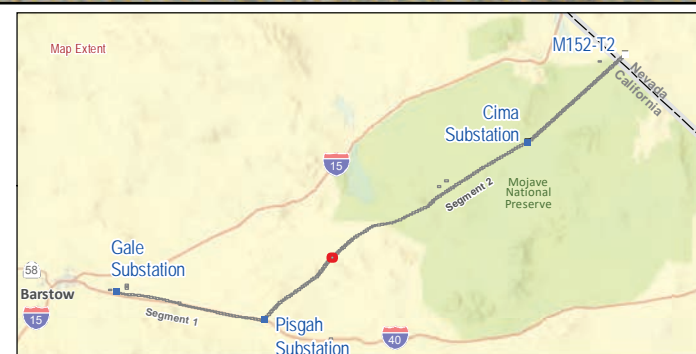 Map Extent
M152-T2
Nevada
California
Cima
Substation
15
Mojave
National
Preserve
Segment 2
Gale
Substation
58
Barstow
15
Segment 1
Pisgah
Substation
40